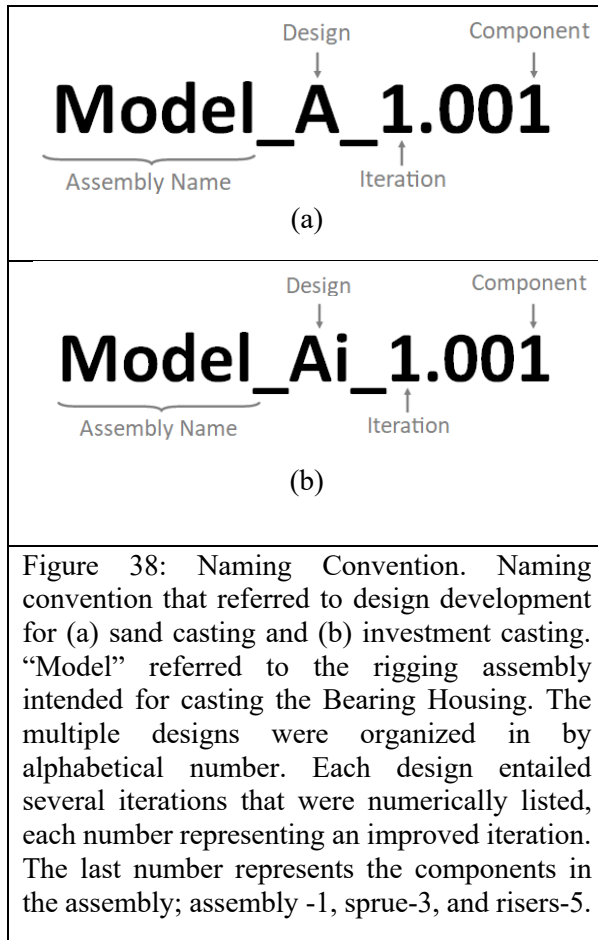 Design Component
Model_A_1.001
Assembly Name Iteration
(a)
Design Component
Model_Ai_1.001
Assembly Name Iteration
(b)
Figure 38: Naming Convention. Naming
convention that referred to design development
for (a) sand casting and (b) investment casting.
“Model” referred to the rigging assembly
intended for casting the Bearing Housing. The
multiple designs were organized in by
alphabetical number. Each design entailed
several iterations that were numerically listed,
each number representing an improved iteration.
The last number represents the components in
the assembly; assembly -1, sprue-3, and risers-5.